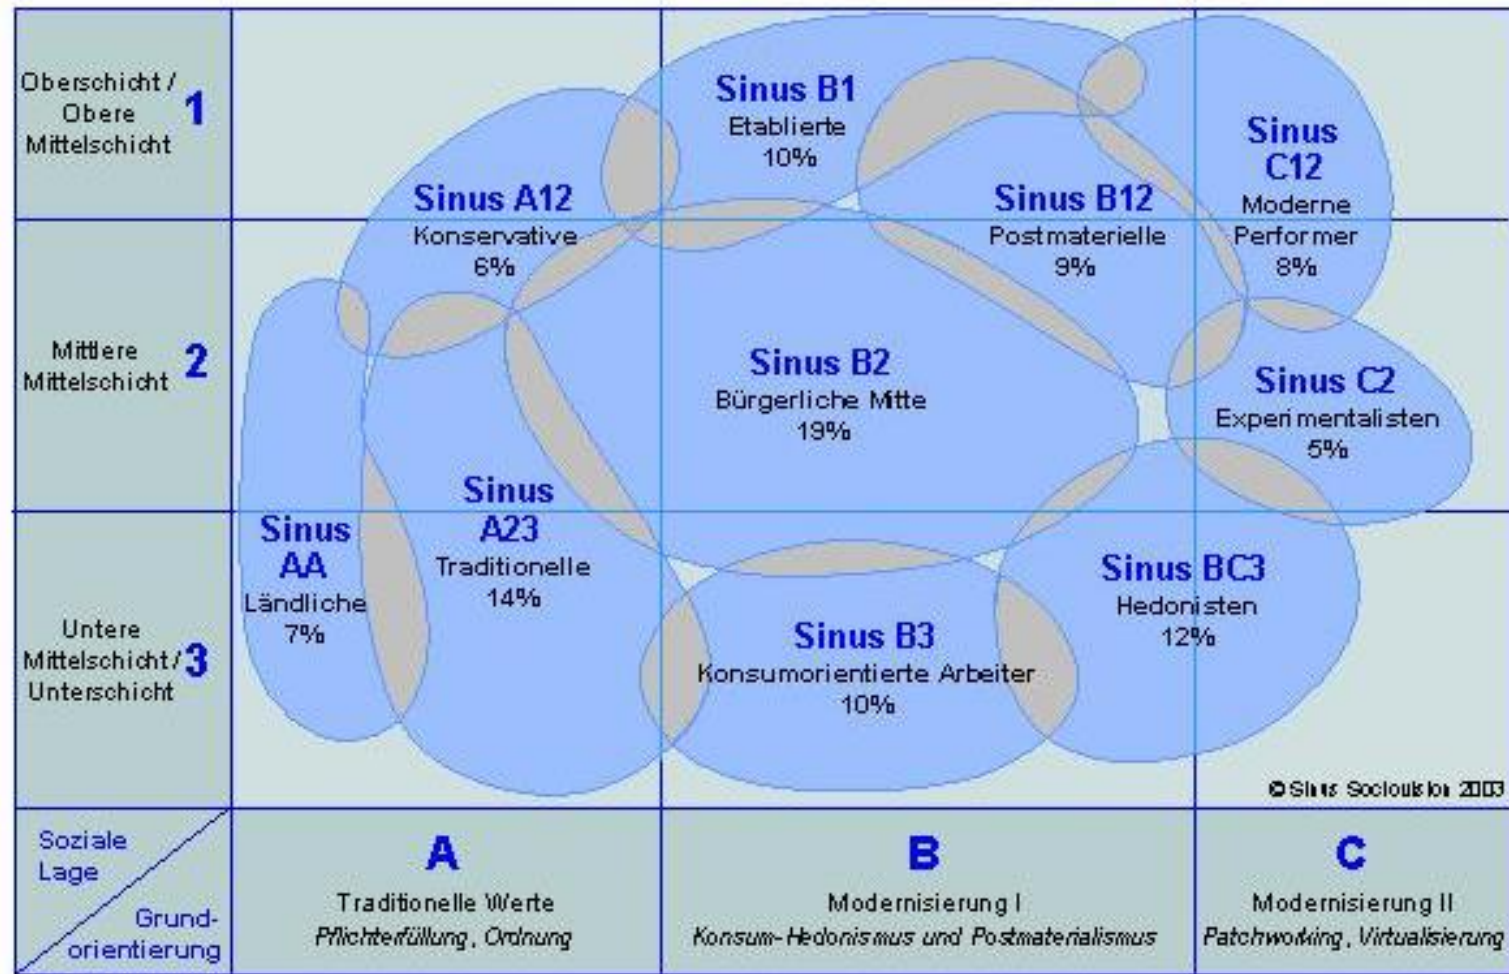 Oberschicht /
Obere
Mittelschicht
1
Mittlere
Mittelschicht
2
Untere
Mittelschicht /
Unterschicht
3
Sinus B1
Etablierte
10%
Sinus A12
Konservative
6%
Sinus B12
Postmaterielle
9%
Sinus
C12
Moderne
Performer
8%
Sinus B2
Bürgerliche Mitte
19%
Sinus C2
Experimentalisten
5%
Sinus
AA
Ländliche
7%
Sinus
A23
Traditionelle
14%
Sinus B3
Konsumorientierte Arbeiter
10%
Sinus BC3
Hedonisten
12%
© Sinus Sociovision 2003
Soziale
Lage
Grund-
orientierung
A
Traditionelle Werte
Pflichterfüllung, Ordnung
B
Modernisierung I
Konsum-Hedonismus und Postmaterialismus
C
Modernisierung II
Patchworking, Virtualisierung